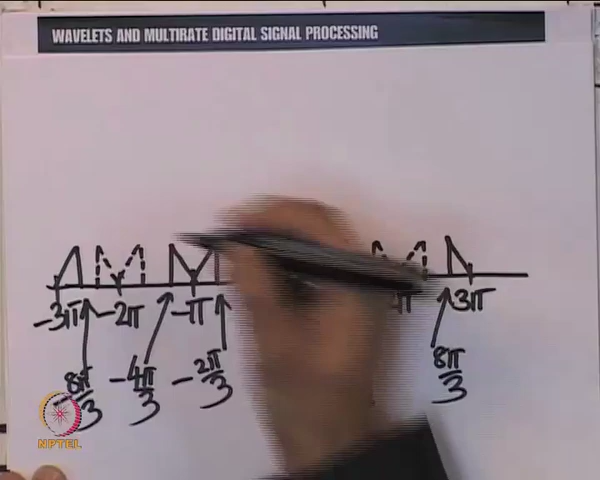 WAVELETS AND MULTIRATE DIGITAL SIGNAL PROCESSING
-3π -2π -π 3π
-8π/3 -4π/3 -2π/3 8π/3
NPTEL